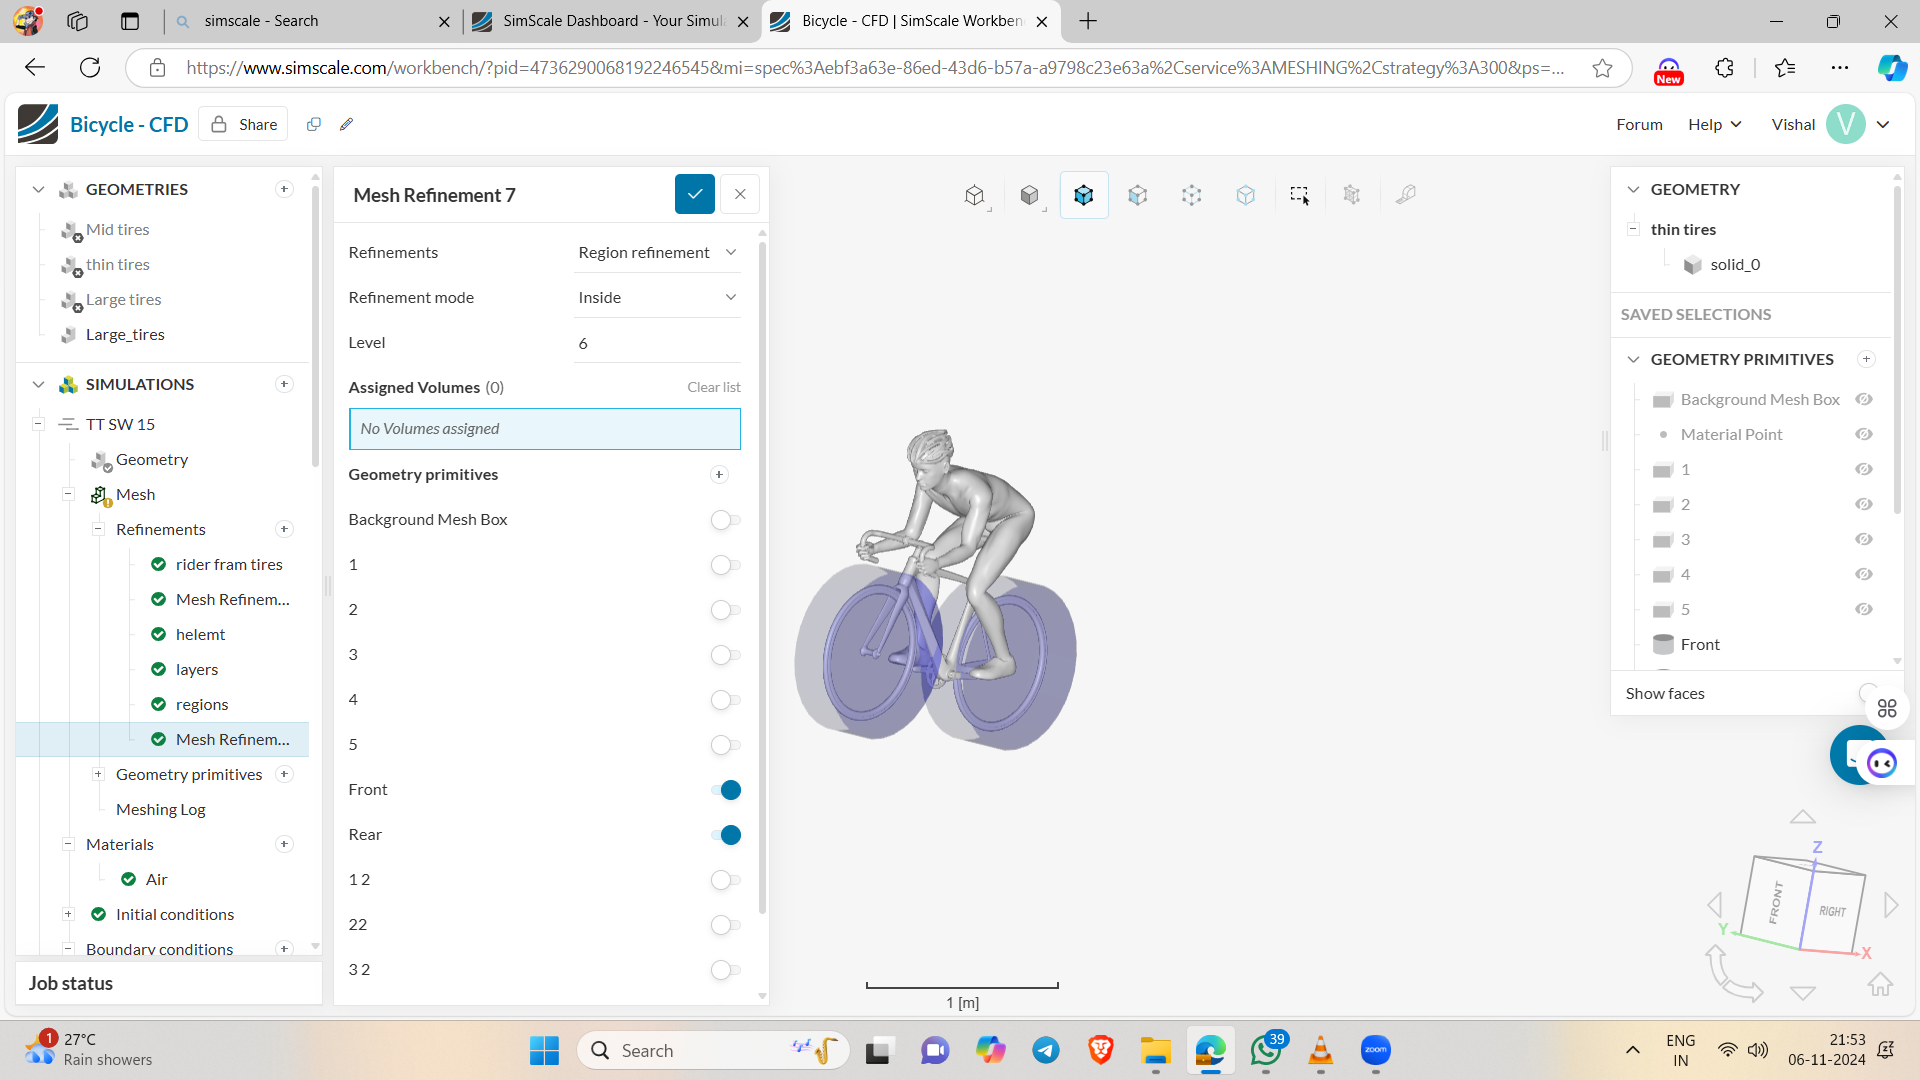 simscale - Search
SimScale Dashboard - Your Simula
Bicycle - CFD | SimScale Workben
https://www.simscale.com/workbench/?pid=4736290068192246545&mi=spec%3Aebf3a63e-86ed-43d6-b57a-a9798c23e63a%2Cservice%3AMESHING%2Cstrategy%3A300&ps=...
New
Bicycle - CFD
Share
Forum
Help
Vishal
V
GEOMETRIES
Mid tires
thin tires
Large tires
Large_tires
SIMULATIONS
TT SW 15
Geometry
Mesh
Refinements
rider fram tires
Mesh Refinem...
helemt
layers
regions
Mesh Refinem...
Geometry primitives
Meshing Log
Materials
Air
Initial conditions
Boundary conditions
Job status
Mesh Refinement 7
Refinements Region refinement
Refinement mode Inside
Level 6
Assigned Volumes (0) Clear list
No Volumes assigned
Geometry primitives
Background Mesh Box
1
2
3
4
5
Front
Rear
1 2
22
3 2
1 [m]
GEOMETRY
thin tires
solid_0
SAVED SELECTIONS
GEOMETRY PRIMITIVES
Background Mesh Box
Material Point
1
2
3
4
5
Front
Show faces
Z
FRONT
RIGHT
Y
X
1
27°C
Rain showers
Search
39
zoom
ENG
IN
21:53
06-11-2024